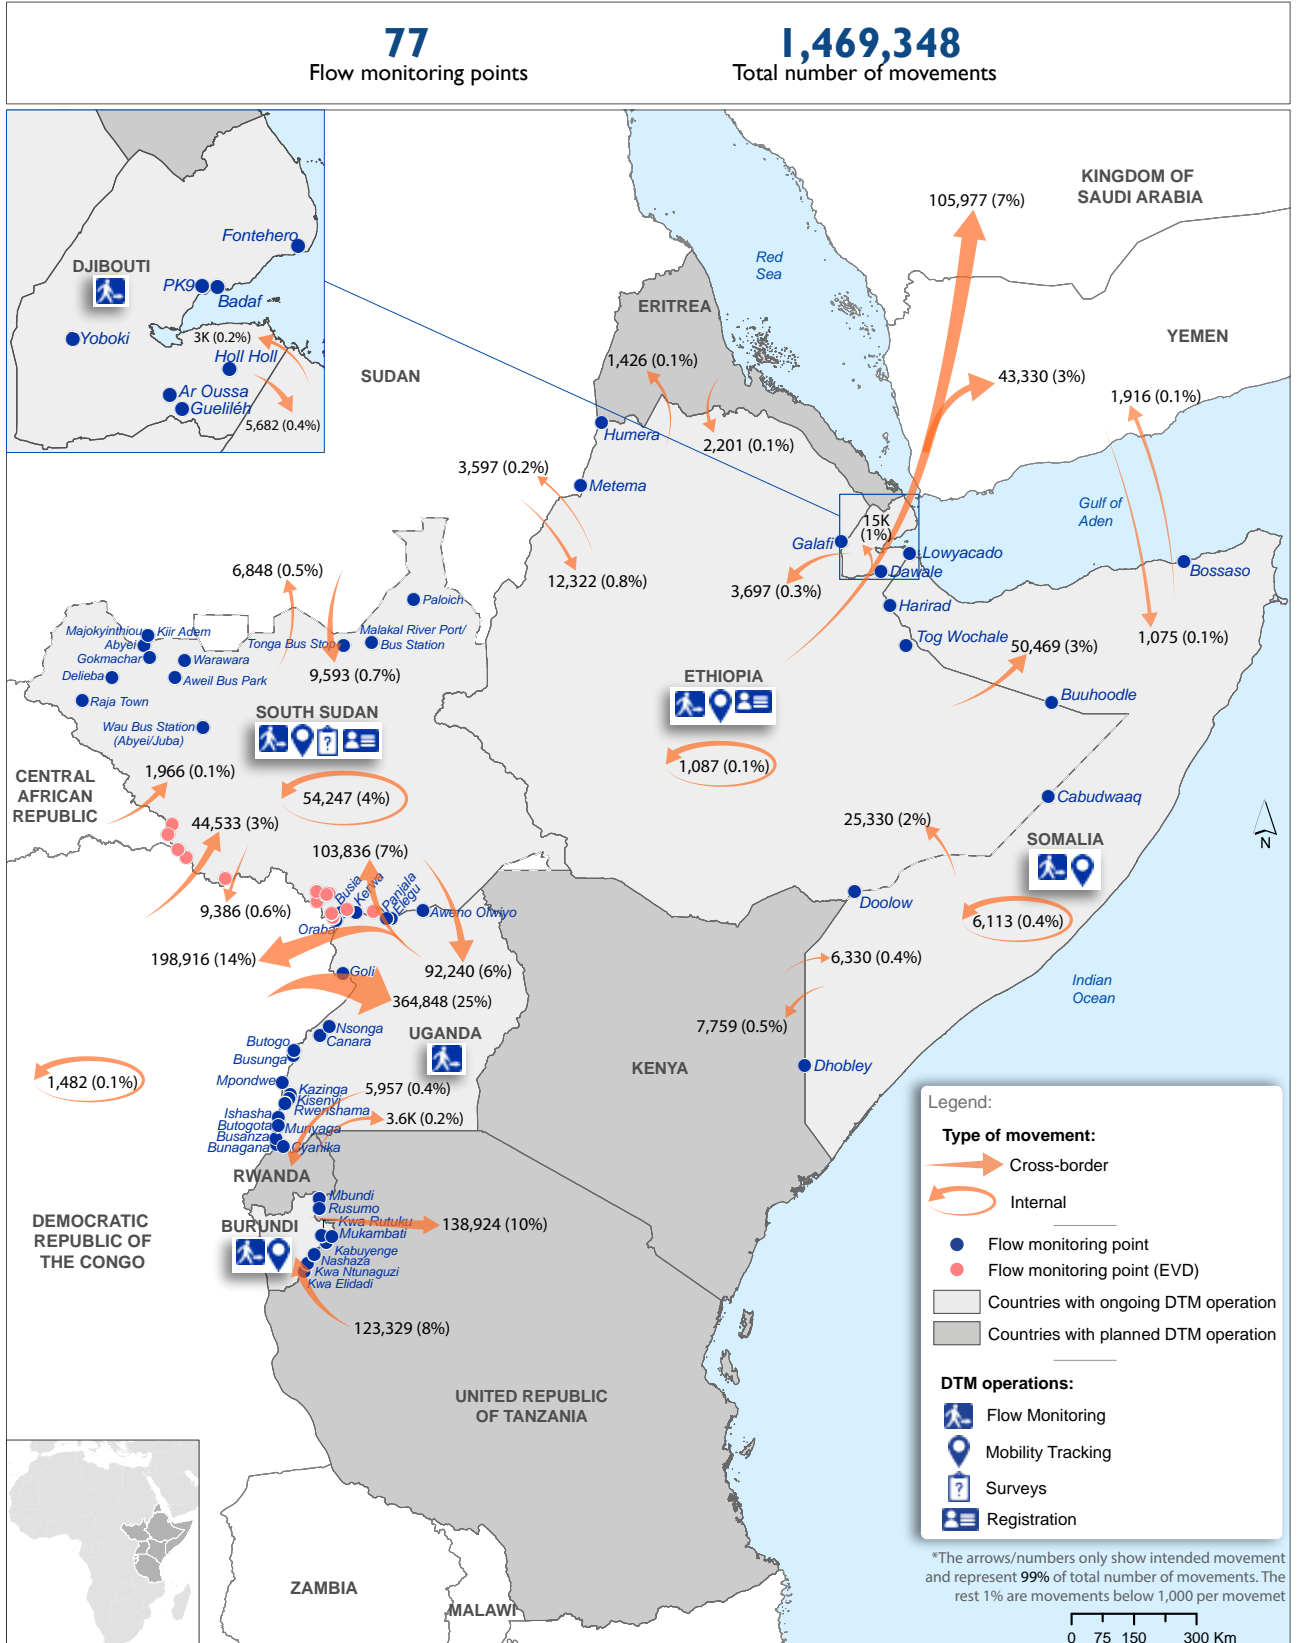 77
Flow monitoring points
1,469,348
Total number of movements
Fontehero
DJIBOUTI
PK9
Badaf
Yoboki
3K (0.2%)
Holl Holl
Ar Oussa
Guelileh
5,682 (0.4%)
KINGDOM OF
SAUDI ARABIA
105,977 (7%)
Red
Sea
ERITREA
YEMEN
SUDAN
1,426 (0.1%)
43,330 (3%)
1,916 (0.1%)
Humera
2,201 (0.1%)
3,597 (0.2%)
Metema
Gulf of
Aden
15K
(1%)
Galafi
Lowyacado
Dawale
Bossaso
6,848 (0.5%)
12,322 (0.8%)
3,697 (0.3%)
Paloich
Harirad
Majokyinthiou
Kiir Adem
Abyei
Tonga Bus Stop
Malakal River Port/
Bus Station
Tog Wochale
1,075 (0.1%)
Gokmachar
Warawara
50,469 (3%)
Delieba
Aweil Bus Park
9,593 (0.7%)
ETHIOPIA
Raja Town
Buuhoodle
SOUTH SUDAN
Wau Bus Station
(Abyei/Juba)
1,087 (0.1%)
CENTRAL
AFRICAN
REPUBLIC
1,966 (0.1%)
54,247 (4%)
Cabudwaaq
44,533 (3%)
25,330 (2%)
SOMALIA
N
103,836 (7%)
Busia
Kerwa
Panjala
Elegu
Doolow
9,386 (0.6%)
Aweno Olwiyo
Oraba
6,113 (0.4%)
198,916 (14%)
Goli
92,240 (6%)
6,330 (0.4%)
364,848 (25%)
Indian
Ocean
Nsonga
Canara
UGANDA
7,759 (0.5%)
Butogo
Busunga
KENYA
Dhobley
1,482 (0.1%)
Mpondwe
Kazinga
5,957 (0.4%)
Kisenyi
Rwenshama
Ishasha
3.6K (0.2%)
Butogota
Munyaga
Busanza
Bunagana
Cyanika
RWANDA
Mbundi
Rusumo
DEMOCRATIC
REPUBLIC OF
THE CONGO
BURUNDI
Kwa Rutuku
138,924 (10%)
Mukambati
Kabuyenge
Nashaza
Kwa Ntunaguzi
Kwa Elidadi
123,329 (8%)
UNITED REPUBLIC
OF TANZANIA
ZAMBIA
MALAWI
Legend:
Type of movement:
Cross-border
Internal
Flow monitoring point
Flow monitoring point (EVD)
Countries with ongoing DTM operation
Countries with planned DTM operation
DTM operations:
Flow Monitoring
Mobility Tracking
?
Surveys
Registration
*The arrows/numbers only show intended movement
and represent 99% of total number of movements. The
rest 1% are movements below 1,000 per movemet
0 75 150 300 Km